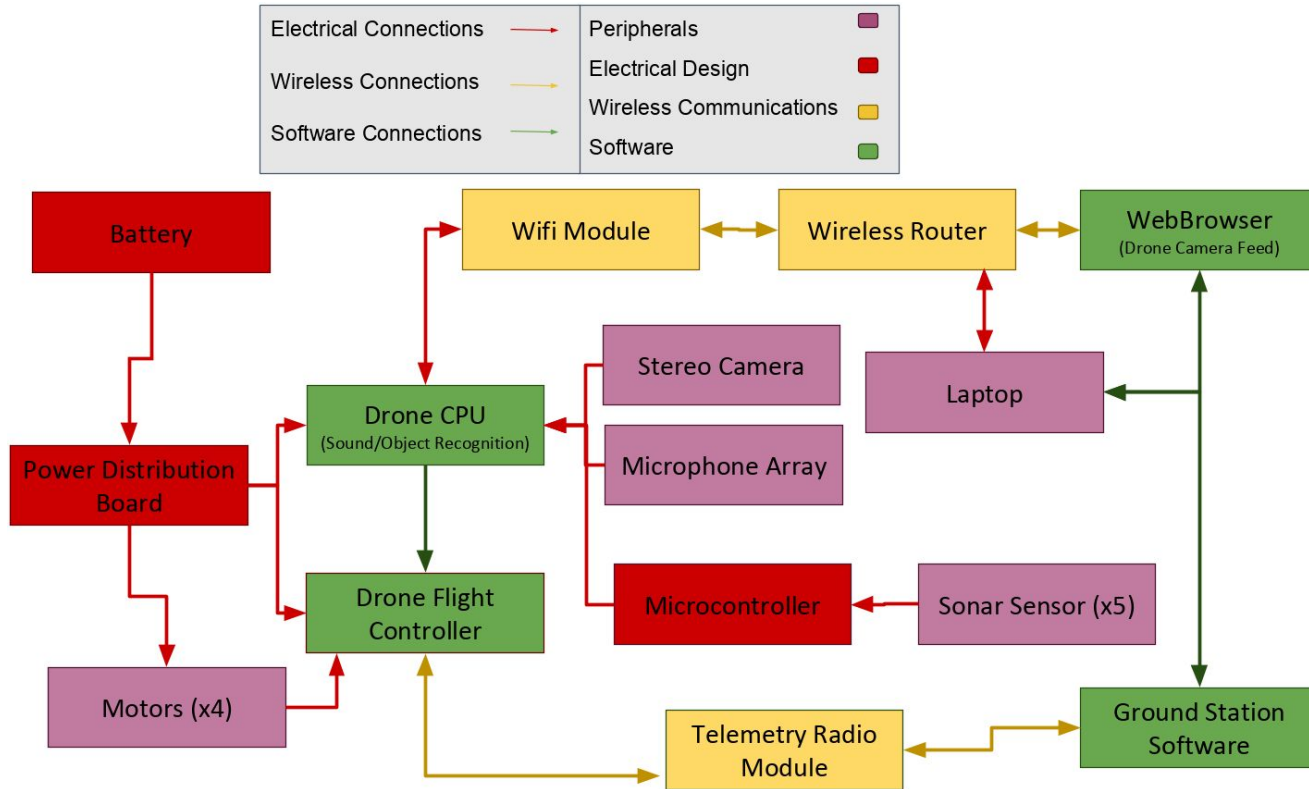 Electrical Connections
Wireless Connections
Software Connections
Peripherals
Electrical Design
Wireless Communications
Software
Battery
Wifi Module
Wireless Router
WebBrowser
(Drone Camera Feed)
Stereo Camera
Laptop
Drone CPU
(Sound/Object Recognition)
Microphone Array
Power Distribution
Board
Drone Flight
Controller
Microcontroller
Sonar Sensor (x5)
Motors (x4)
Telemetry Radio
Module
Ground Station
Software